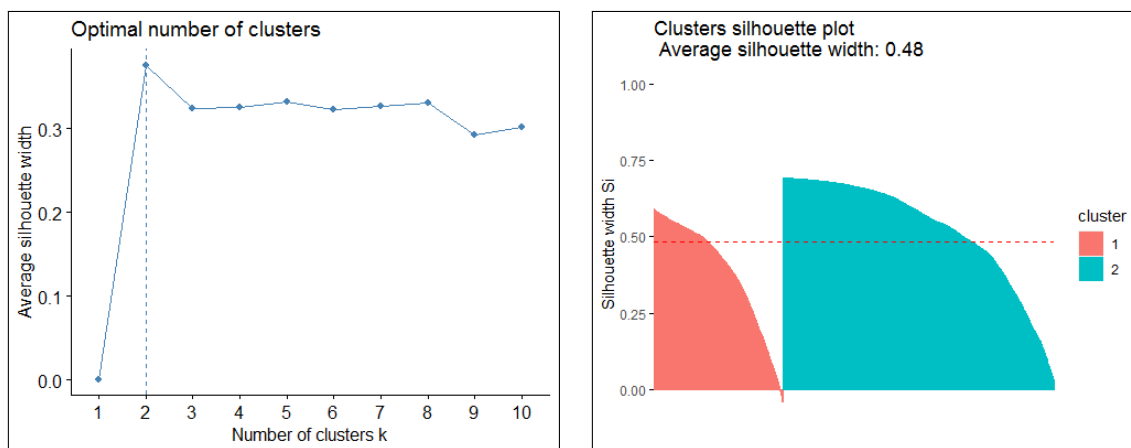 Optimal number of clusters
Average silhouette width
0.3
0.2
0.1
0.0
1 2 3 4 5 6 7 8 9 10
Number of clusters k
Clusters silhouette plot
Average silhouette width: 0.48
Silhouette width Si
1.00
0.75
0.50
0.25
0.00
cluster
1
2